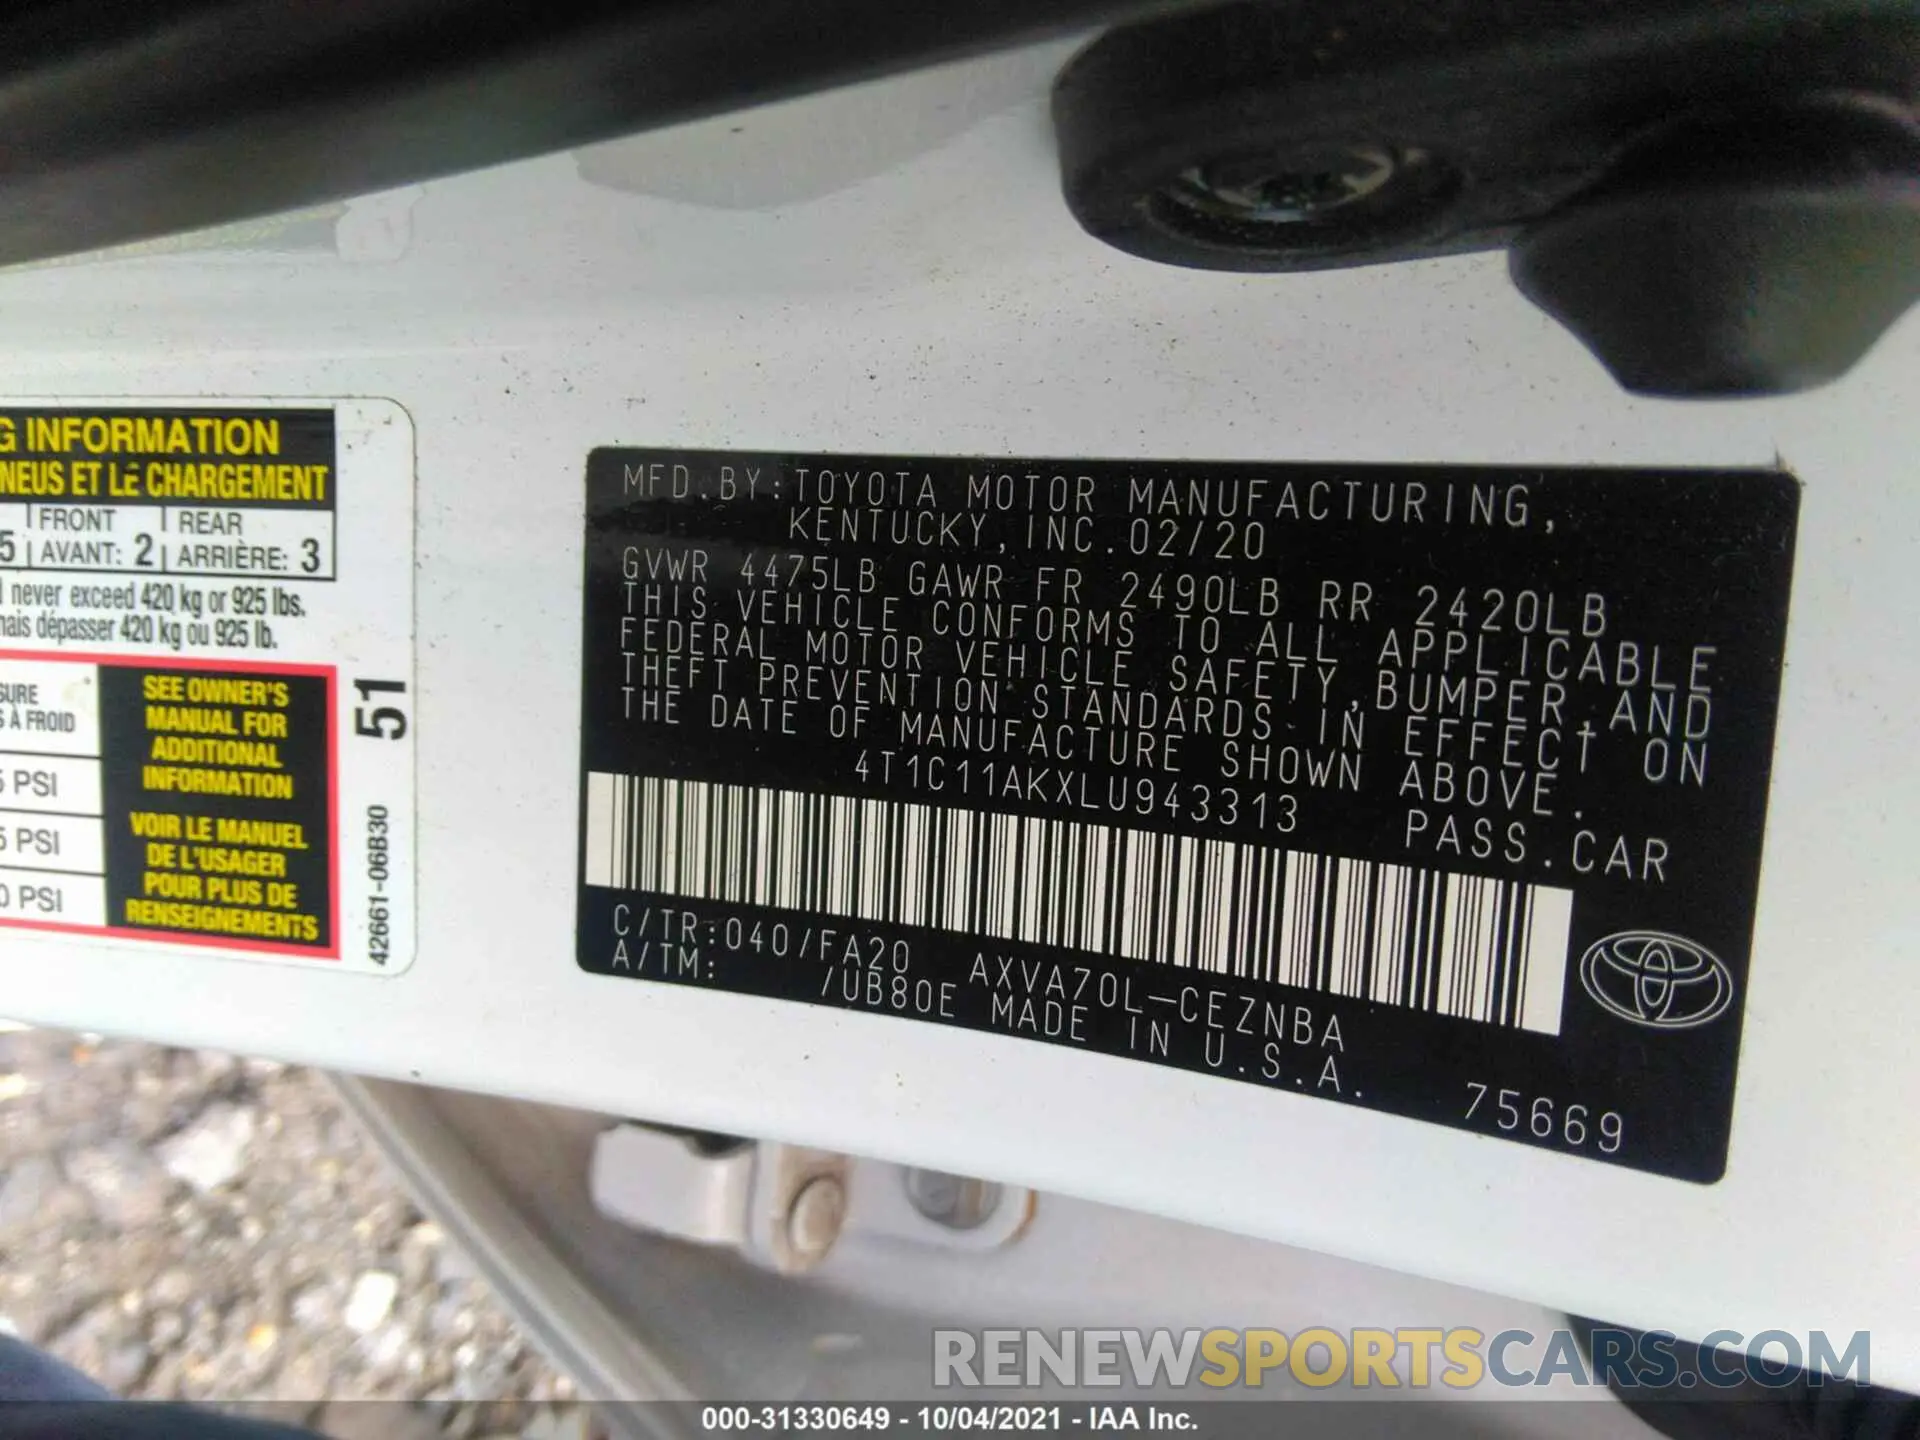 G INFORMATION
NEUS ET LE CHARGEMENT
5 FRONT REAR
AVANT: 2 ARRIÈRE: 3
never exceed 420 kg or 925 lbs.
mais dépasser 420 kg ou 925 lb.
SURE
S À FROID
5 PSI
5 PSI
0 PSI
SEE OWNER'S
MANUAL FOR
ADDITIONAL
INFORMATION
VOIR LE MANUEL
DE L'USAGER
POUR PLUS DE
RENSEIGNEMENTS
51
42661-06B30
MFD.BY:TOYOTA MOTOR MANUFACTURING,
KENTUCKY,INC.02/20
GVWR 4475LB GAWR FR 2490LB RR 2420LB
THIS VEHICLE CONFORMS TO ALL APPLICABLE
FEDERAL MOTOR VEHICLE SAFETY,BUMPER,AND
THEFT PREVENTION STANDARDS IN EFFECT ON
THE DATE OF MANUFACTURE SHOWN ABOVE.
4T1C11AKXLU943313 PASS.CAR
C/TR:040/FA20 AXVA70L-CEZNBA
A/TM: /UB80E MADE IN U.S.A.
75669
RENEWSPORTSCARS.COM
000-31330649 - 10/04/2021 - IAA Inc.